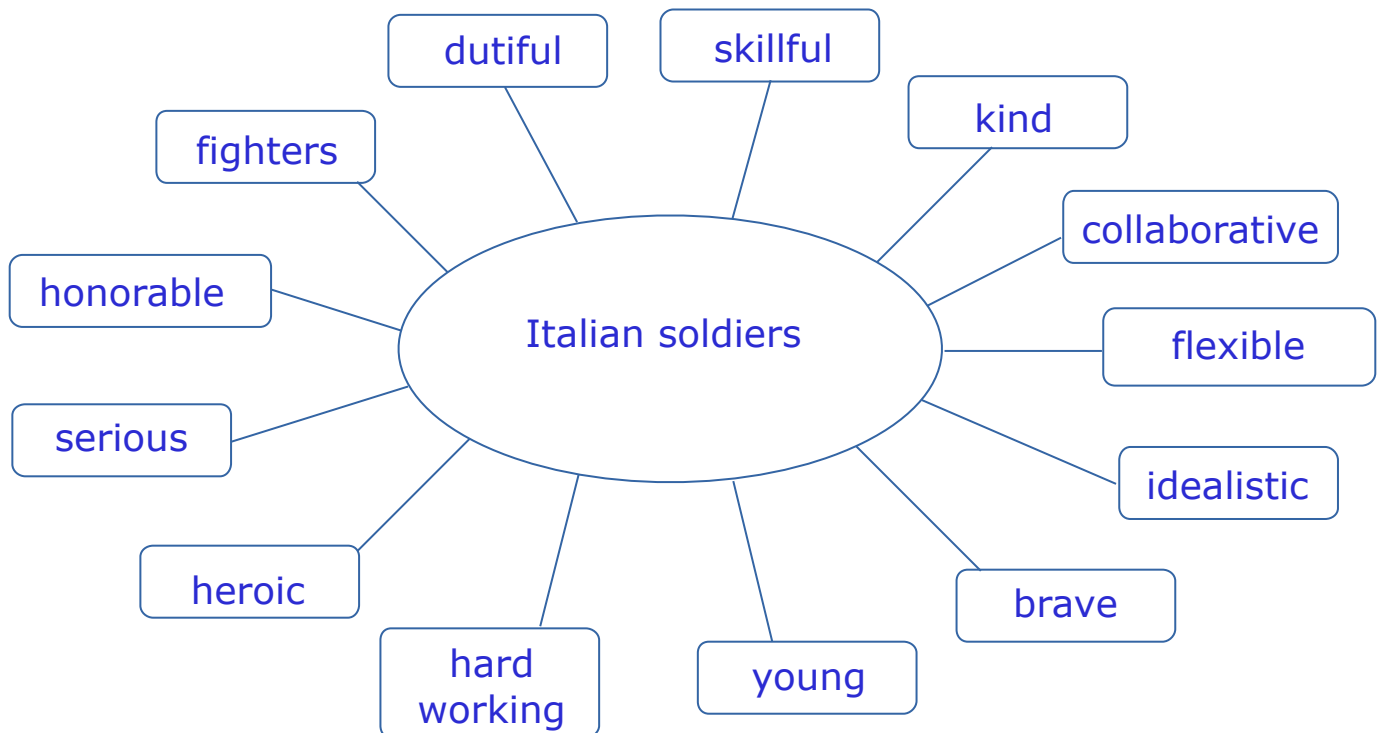 dutiful
skillful
kind
fighters
collaborative
honorable
Italian soldiers
flexible
serious
idealistic
heroic
brave
hard
working
young